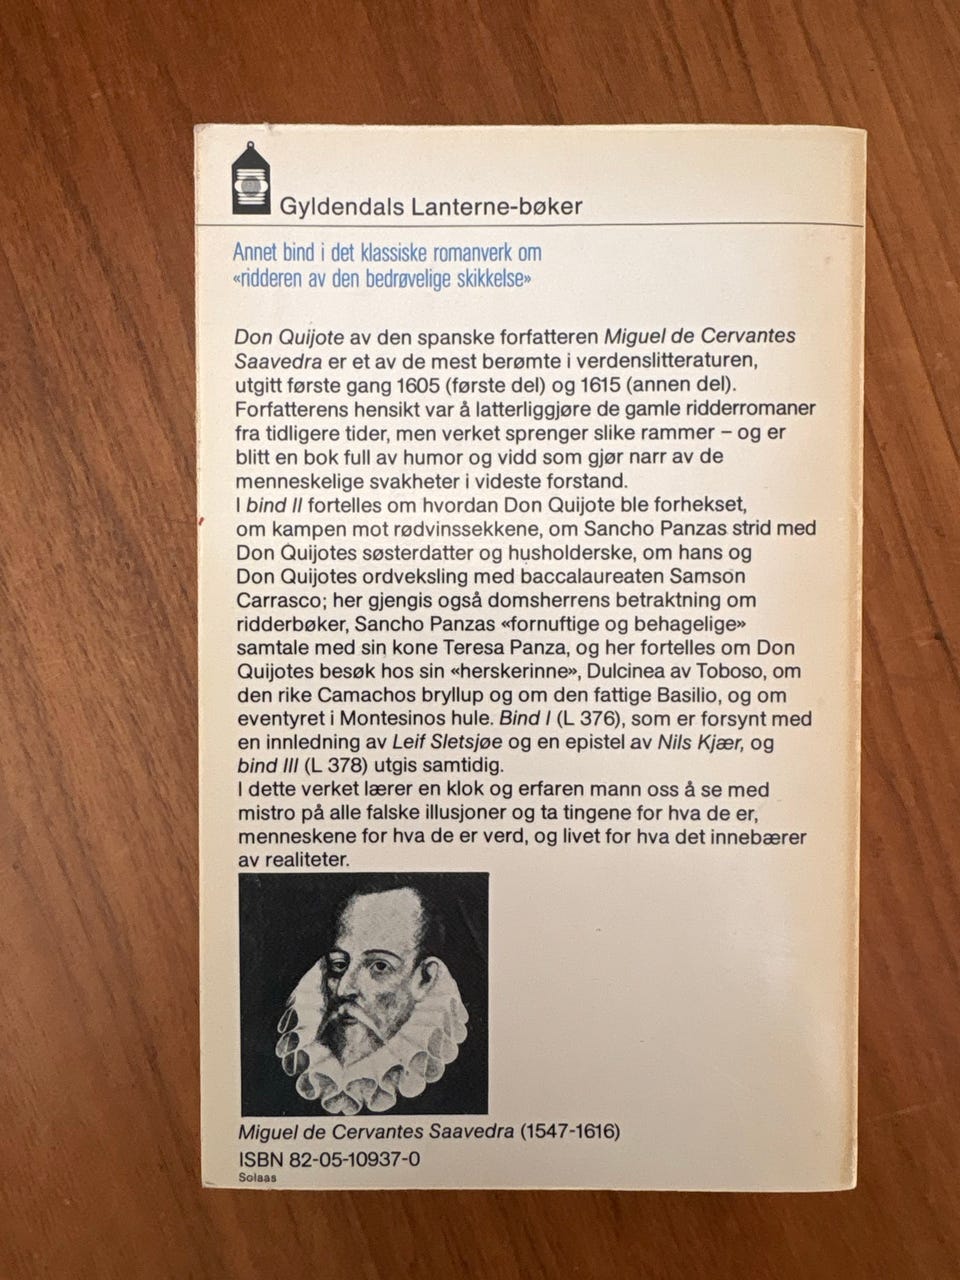 Gyldendals Lanterne-bøker
Annet bind i det klassiske romanverk om
«ridderen av den bedrøvelige skikkelse»
Don Quijote av den spanske forfatteren Miguel de Cervantes
Saavedra er et av de mest berømte i verdenslitteraturen,
utgitt første gang 1605 (første del) og 1615 (annen del).
Forfatterens hensikt var å latterliggjøre de gamle ridderromaner
fra tidligere tider, men verket sprenger slike rammer – og er
blitt en bok full av humor og vidd som gjør narr av de
menneskelige svakheter i videste forstand.
I bind II fortelles om hvordan Don Quijote ble forhekset,
om kampen mot rødvinssekkene, om Sancho Panzas strid med
Don Quijotes søsterdatter og husholderske, om hans og
Don Quijotes ordveksling med baccalaureaten Samson
Carrasco; her gjengis også domsherrens betraktning om
ridderbøker, Sancho Panzas «fornuftige og behagelige»
samtale med sin kone Teresa Panza, og her fortelles om Don
Quijotes besøk hos sin «herskerinne», Dulcinea av Toboso, om
den rike Camachos bryllup og om den fattige Basilio, og om
eventyret i Montesinos hule. Bind I (L 376), som er forsynt med
en innledning av Leif Sletsjøe og en epistel av Nils Kjær, og
bind III (L 378) utgis samtidig.
I dette verket lærer en klok og erfaren mann oss å se med
mistro på alle falske illusjoner og ta tingene for hva de er,
menneskene for hva de er verd, og livet for hva det innebærer
av realiteter.
Miguel de Cervantes Saavedra (1547-1616)
ISBN 82-05-10937-0
Solaas